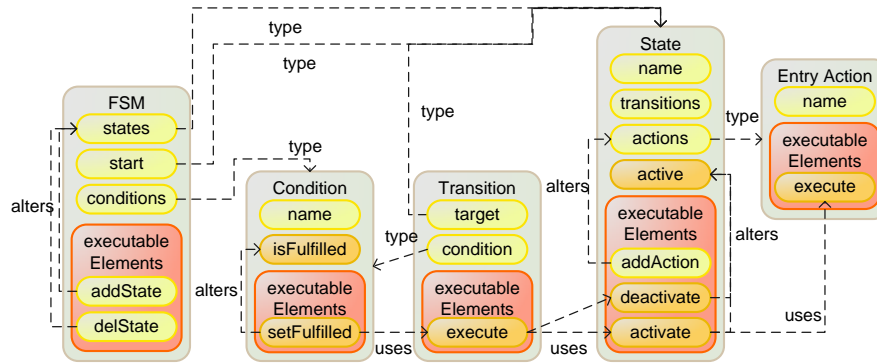 type
type
type
type
type
type
alters
alters
alters
alters
uses
uses
uses
FSM
states
start
conditions
executable
Elements
addState
delState
Condition
name
isFulfilled
executable
Elements
setFulfilled
Transition
target
condition
executable
Elements
execute
State
name
transitions
actions
active
executable
Elements
addAction
deactivate
activate
Entry Action
name
executable
Elements
execute